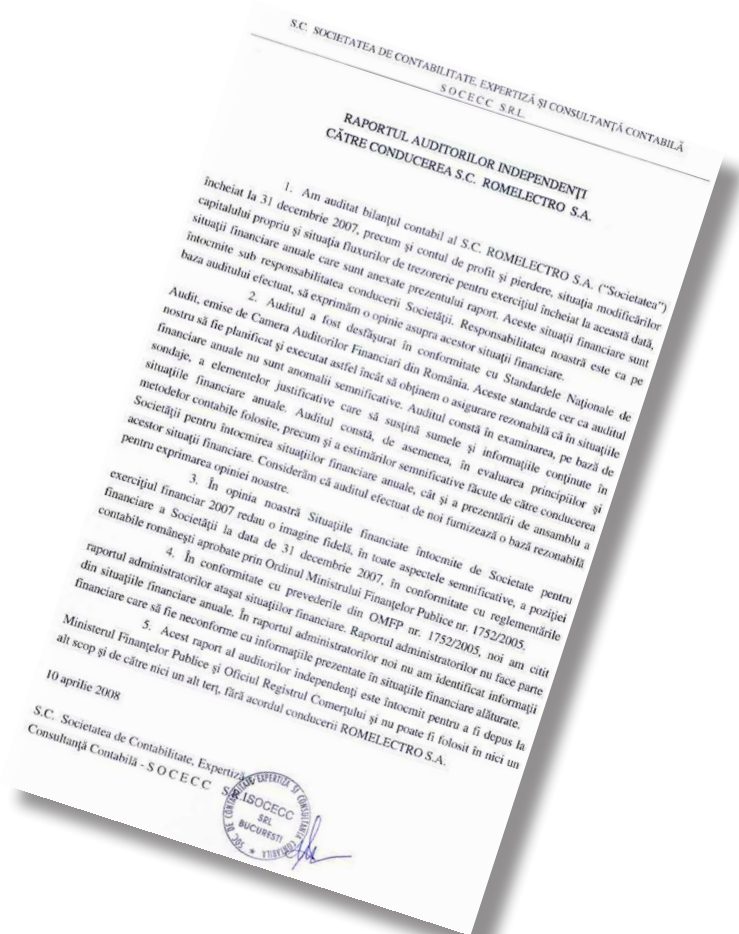 S.C. SOCIETATEA DE CONTABILITATE, EXPERTIZĂ ŞI CONSULTANŢĂ CONTABILĂ
S O C E C C S.R.L.
RAPORTUL AUDITORILOR INDEPENDENŢI
CĂTRE CONDUCEREA S.C. ROMELECTRO S.A.
1. Am auditat bilanţul contabil al S.C. ROMELECTRO S.A. ("Societatea")
încheiat la 31 decembrie 2007, precum şi contul de profit şi pierdere, situaţia modificărilor
capitalului propriu şi situaţia fluxurilor de trezorerie pentru exerciţiul încheiat la această dată,
situaţii financiare anuale care sunt anexate prezentului raport. Aceste situaţii financiare sunt
întocmite sub responsabilitatea conducerii Societăţii. Responsabilitatea noastră este ca pe
baza auditului efectuat, să exprimăm o opinie asupra acestor situaţii financiare.
2. Auditul a fost desfăşurat în conformitate cu Standardele Naţionale de
Audit, emise de Camera Auditorilor Financiari din România. Aceste standarde cer ca auditul
nostru să fie planificat şi executat astfel încât să obţinem o asigurare rezonabilă că în situaţiile
financiare anuale nu sunt anomalii semnificative. Auditul constă în examinarea, pe bază de
sondaje, a elementelor justificative care să susţină sumele şi informaţiile conţinute în
situaţiile financiare anuale. Auditul constă, de asemenea, în evaluarea principiilor şi
metodelor contabile folosite, precum şi a estimărilor semnificative făcute de către conducerea
Societăţii pentru întocmirea situaţiilor financiare anuale, cât şi a prezentării de ansamblu a
acestor situaţii financiare. Considerăm că auditul efectuat de noi furnizează o bază rezonabilă
pentru exprimarea opiniei noastre.
3. În opinia noastră Situaţiile financiate întocmite de Societate pentru
exerciţiul financiar 2007 redau o imagine fidelă, în toate aspectele semnificative, a poziţiei
financiare a Societăţii la data de 31 decembrie 2007, în conformitate cu reglementările
contabile româneşti aprobate prin Ordinul Ministrului Finanţelor Publice nr. 1752/2005.
4. În conformitate cu prevederile din OMFP nr. 1752/2005, noi am citit
raportul administratorilor ataşat situaţiilor financiare. Raportul administratorilor nu face parte
din situaţiile financiare anuale. În raportul administratorilor noi nu am identificat informaţii
financiare care să fie neconforme cu informaţiile prezentate în situaţiile financiare alăturate.
5. Acest raport al auditorilor independenţi este întocmit pentru a fi depus la
Ministerul Finanţelor Publice şi Oficiul Registrul Comerţului şi nu poate fi folosit în nici un
alt scop şi de către nici un alt terţ, fără acordul conducerii ROMELECTRO S.A.
10 aprilie 2008
S.C. Societatea de Contabilitate, Expertiză
Consultanţă Contabilă - S O C E C C S.R.L.
SOC. DE CONTABILITATE EXPERTIZA SI CONSULTANTA CONTABILA
SOCECC
SRL
BUCURESTI